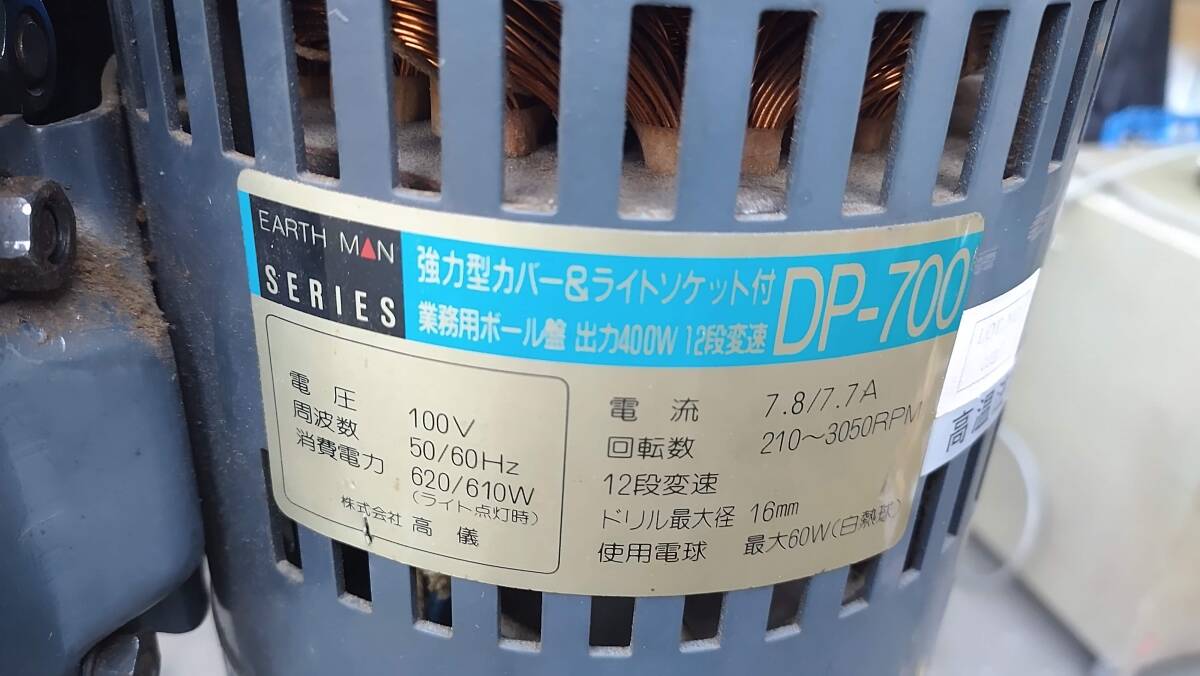 EARTH MAN
SERIES
強力型カバー&ライトソケット付
業務用ボール盤 出力400W 12段変速
DP-700
電圧 100V
周波数 50/60Hz
消費電力 620/610W
(ライト点灯時)
株式会社 高儀
電流 7.8/7.7A
回転数 210～3050RPM
12段変速
ドリル最大径 16mm
使用電球 最大60W(白熱球)
高温